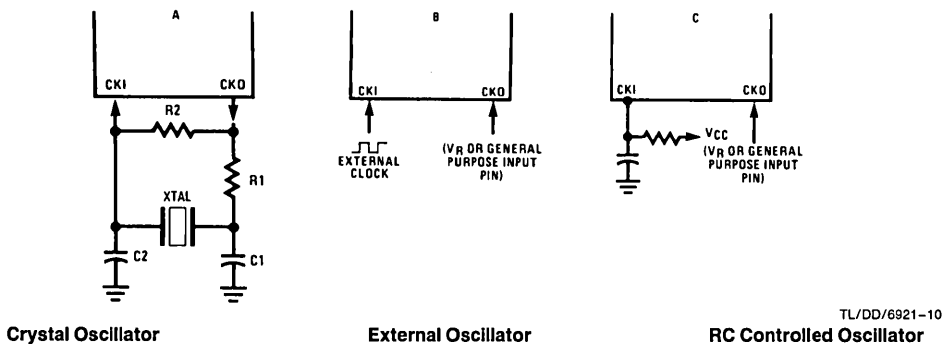 A
CKI
CKO
R2
R1
XTAL
C2
C1
Crystal Oscillator
B
CKI
CKO
EXTERNAL
CLOCK
(VR OR GENERAL
PURPOSE INPUT
PIN)
External Oscillator
C
CKI
CKO
VCC
(VR OR GENERAL
PURPOSE INPUT
PIN)
TL/DD/6921-10
RC Controlled Oscillator